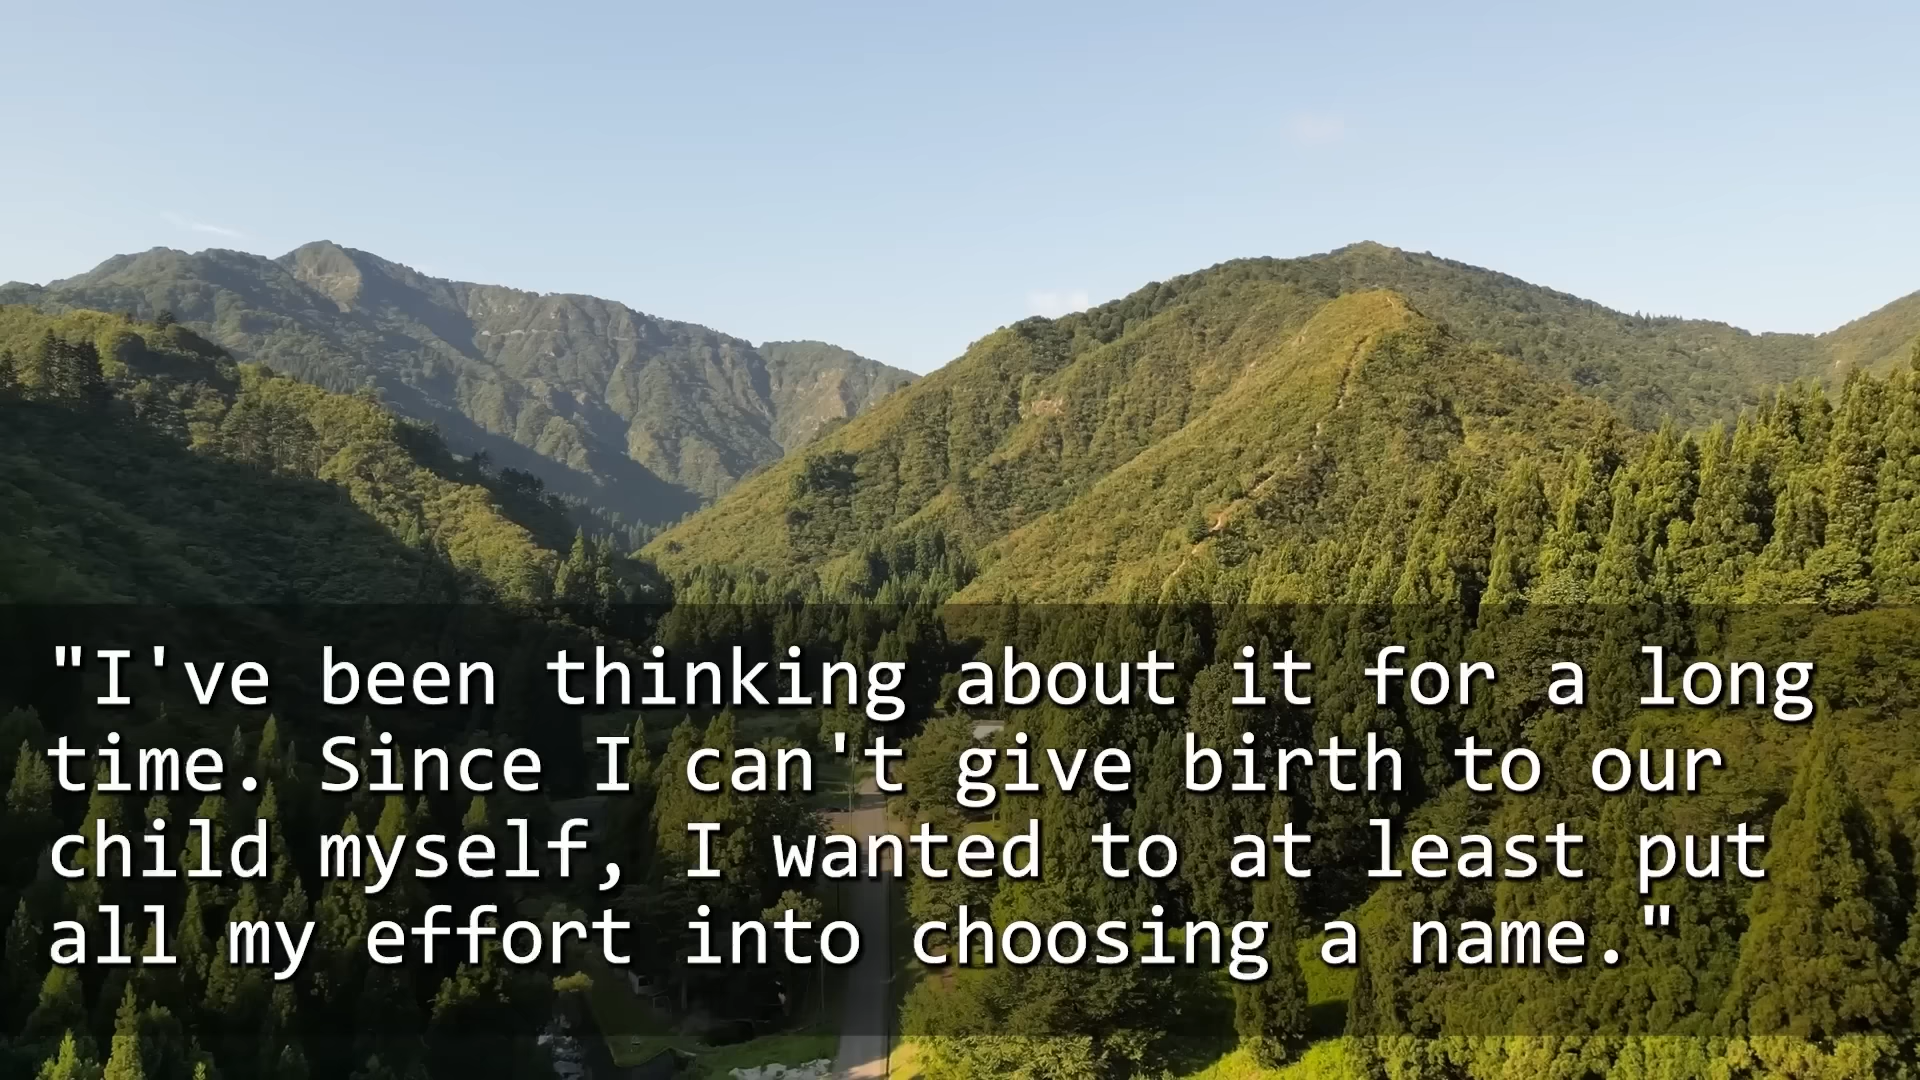 "I've been thinking about it for a long
time. Since I can't give birth to our
child myself, I wanted to at least put
all my effort into choosing a name."